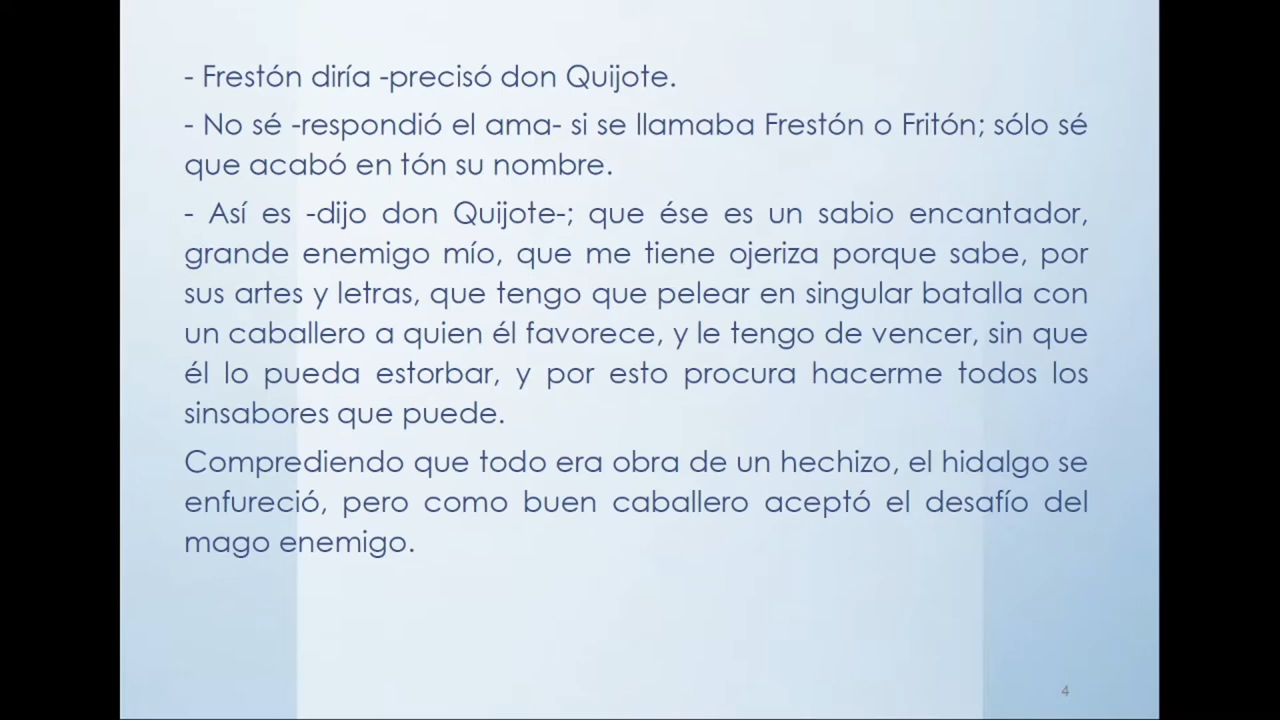 - Frestón diría -precisó don Quijote.
- No sé -respondió el ama- si se llamaba Frestón o Fritón; sólo sé
que acabó en tón su nombre.
- Así es -dijo don Quijote-; que ése es un sabio encantador,
grande enemigo mío, que me tiene ojeriza porque sabe, por
sus artes y letras, que tengo que pelear en singular batalla con
un caballero a quien él favorece, y le tengo de vencer, sin que
él lo pueda estorbar, y por esto procura hacerme todos los
sinsabores que puede.
Comprediendo que todo era obra de un hechizo, el hidalgo se
enfureció, pero como buen caballero aceptó el desafío del
mago enemigo.
4